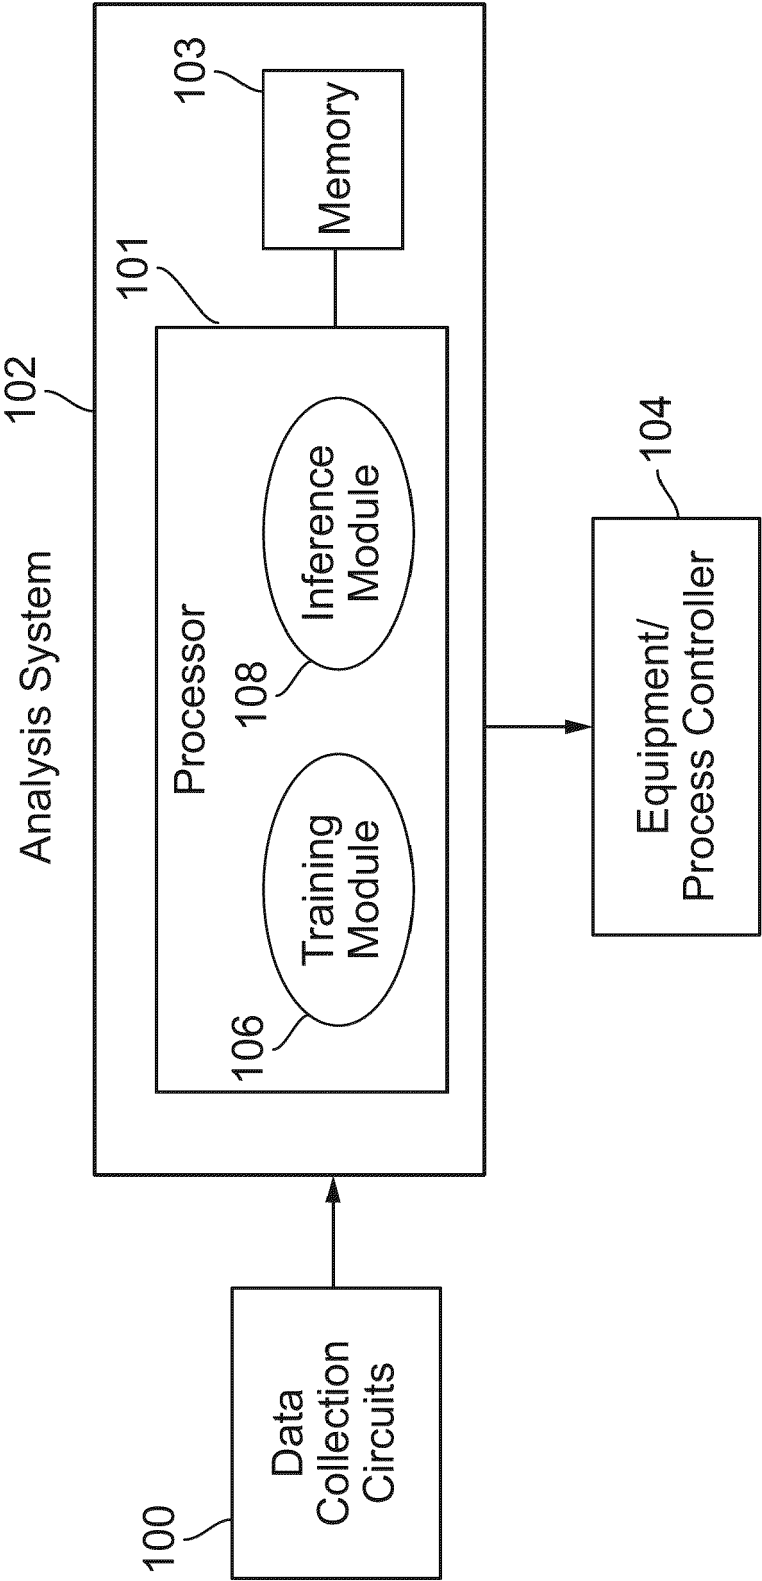 Analysis System
102
101
103
Processor
106
Training
Module
108
Inference
Module
Memory
100
Data
Collection
Circuits
104
Equipment/
Process Controller